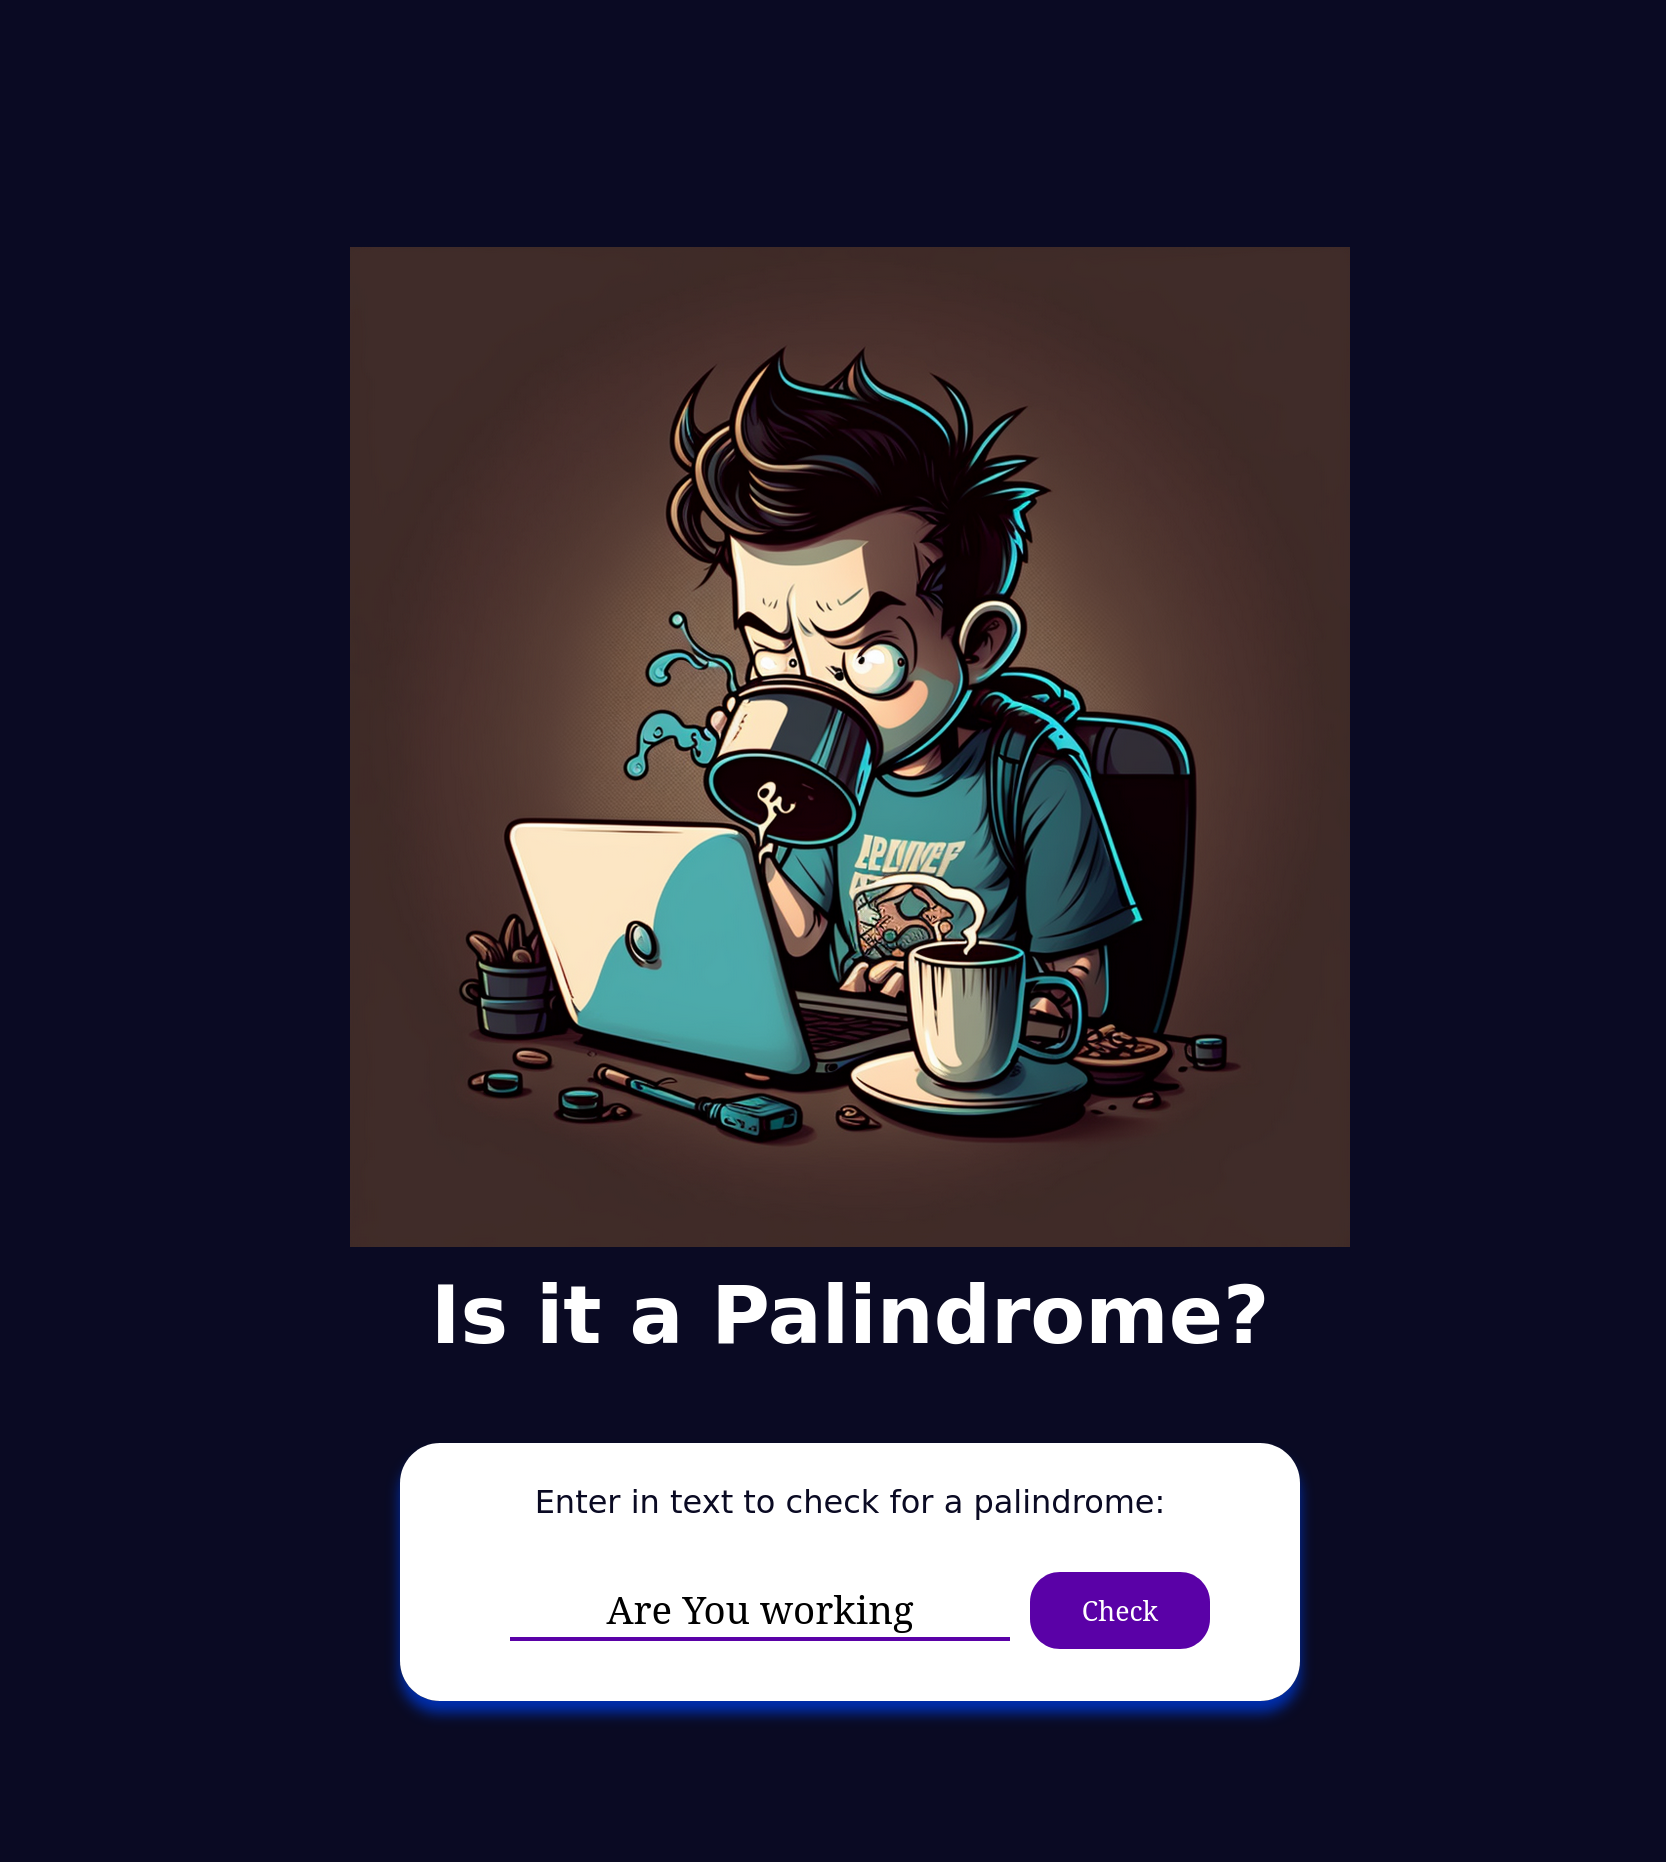 Is it a Palindrome?
Enter in text to check for a palindrome:
Are You working
Check